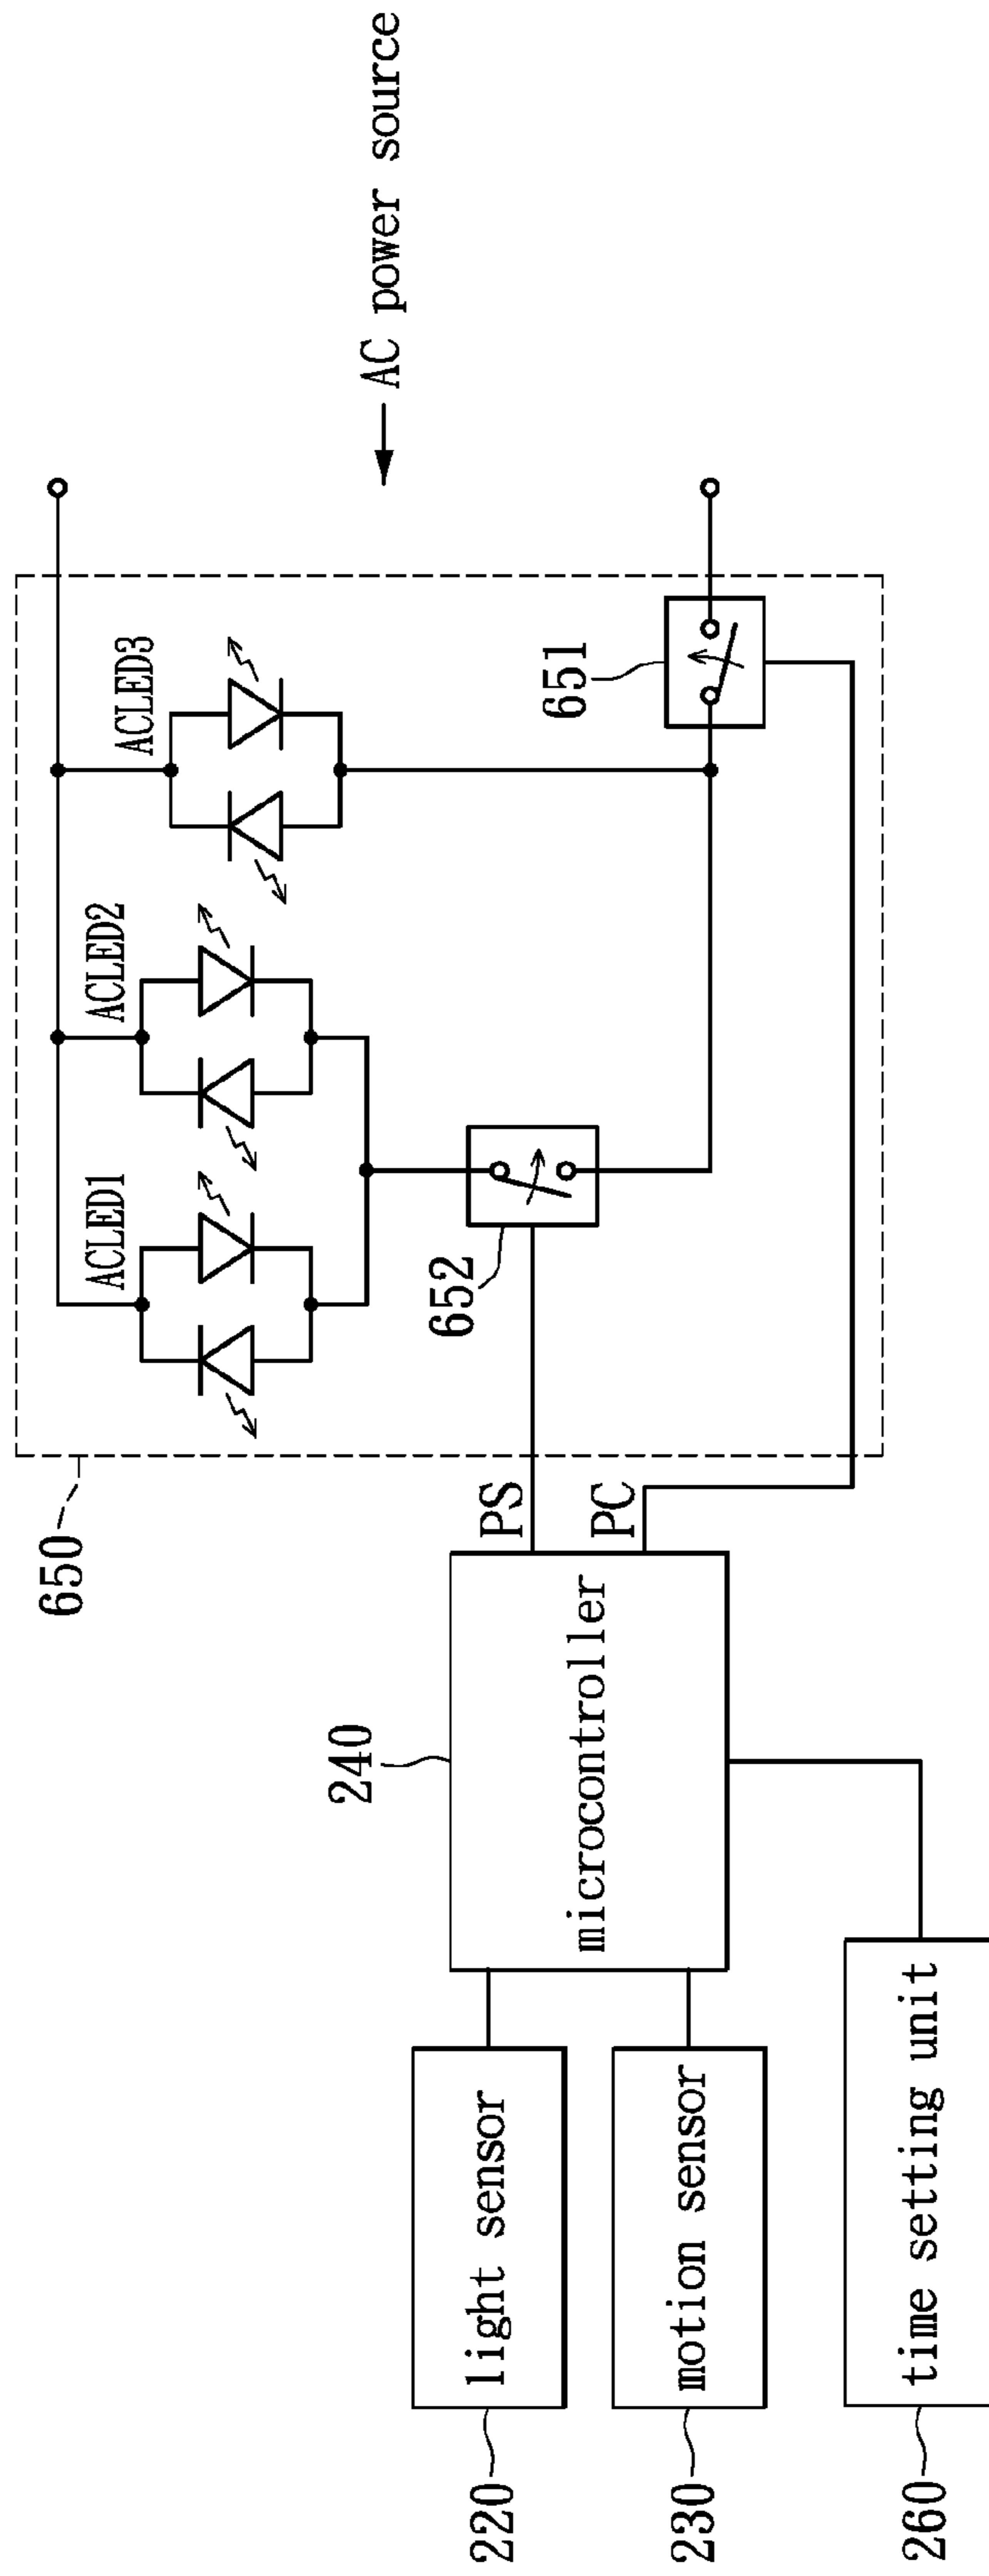 650
ACLED1
ACLED2
ACLED3
AC power source
652
651
240
PS
PC
microcontroller
220
light sensor
230
motion sensor
260
time setting unit